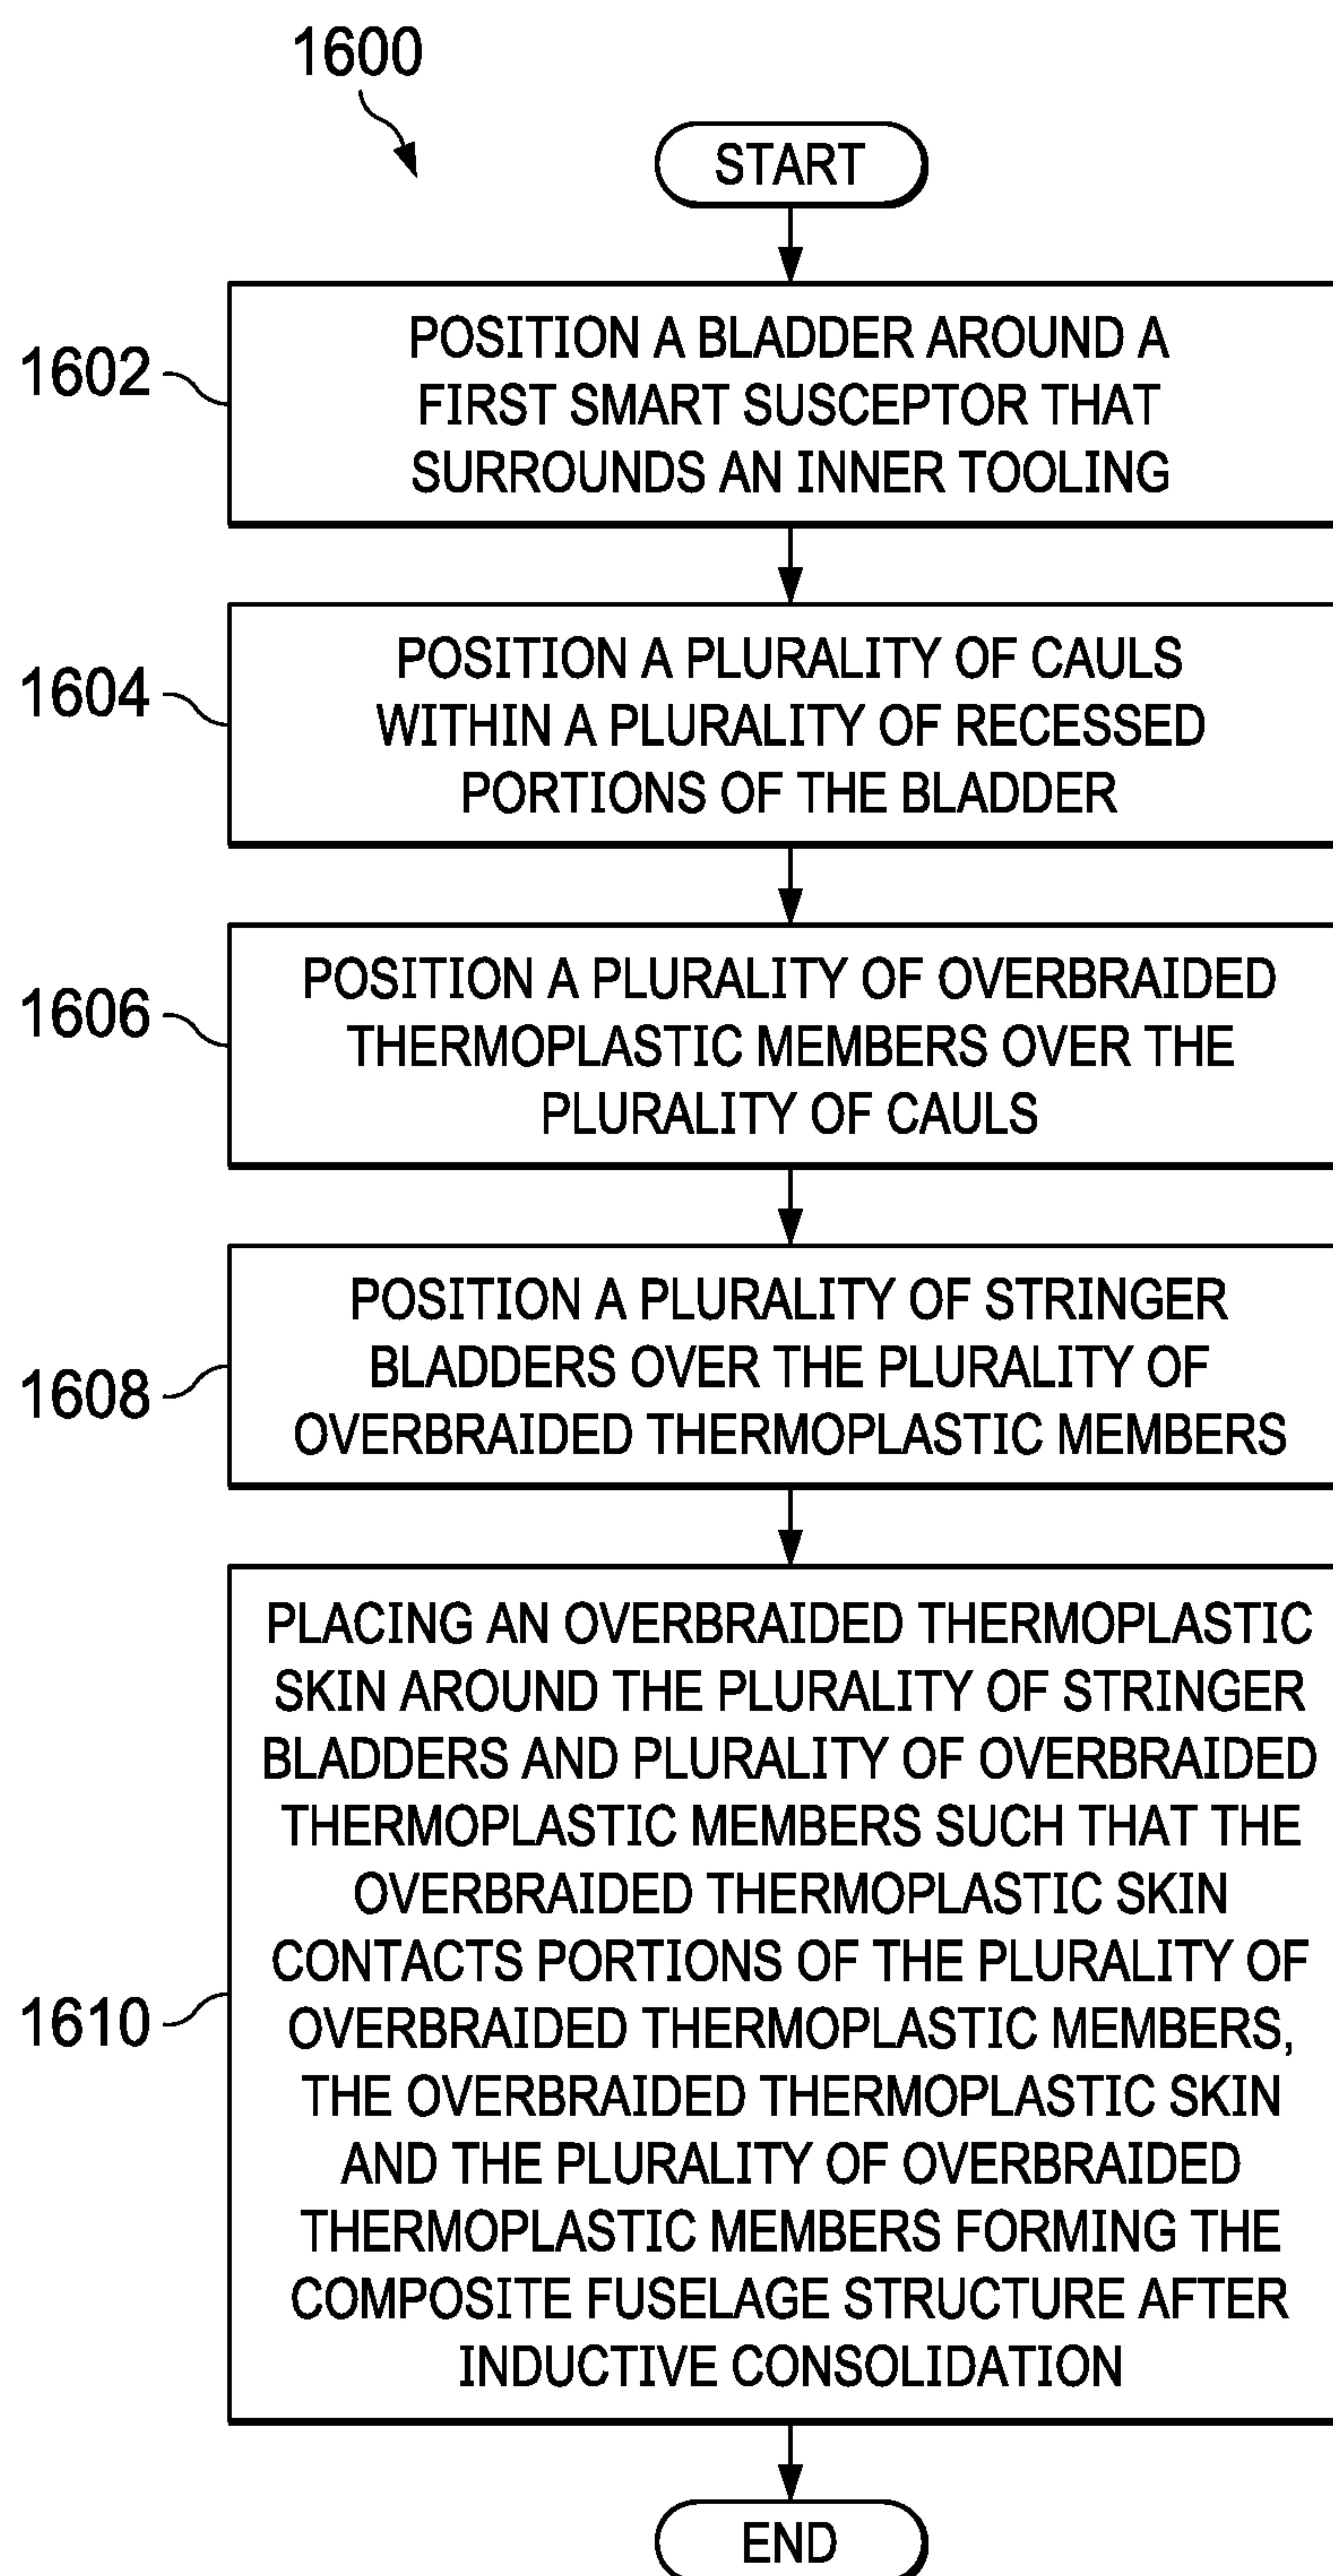 1600
START
1602
POSITION A BLADDER AROUND A
FIRST SMART SUSCEPTOR THAT
SURROUNDS AN INNER TOOLING
1604
POSITION A PLURALITY OF CAULS
WITHIN A PLURALITY OF RECESSED
PORTIONS OF THE BLADDER
1606
POSITION A PLURALITY OF OVERBRAIDED
THERMOPLASTIC MEMBERS OVER THE
PLURALITY OF CAULS
1608
POSITION A PLURALITY OF STRINGER
BLADDERS OVER THE PLURALITY OF
OVERBRAIDED THERMOPLASTIC MEMBERS
1610
PLACING AN OVERBRAIDED THERMOPLASTIC
SKIN AROUND THE PLURALITY OF STRINGER
BLADDERS AND PLURALITY OF OVERBRAIDED
THERMOPLASTIC MEMBERS SUCH THAT THE
OVERBRAIDED THERMOPLASTIC SKIN
CONTACTS PORTIONS OF THE PLURALITY OF
OVERBRAIDED THERMOPLASTIC MEMBERS,
THE OVERBRAIDED THERMOPLASTIC SKIN
AND THE PLURALITY OF OVERBRAIDED
THERMOPLASTIC MEMBERS FORMING THE
COMPOSITE FUSELAGE STRUCTURE AFTER
INDUCTIVE CONSOLIDATION
END